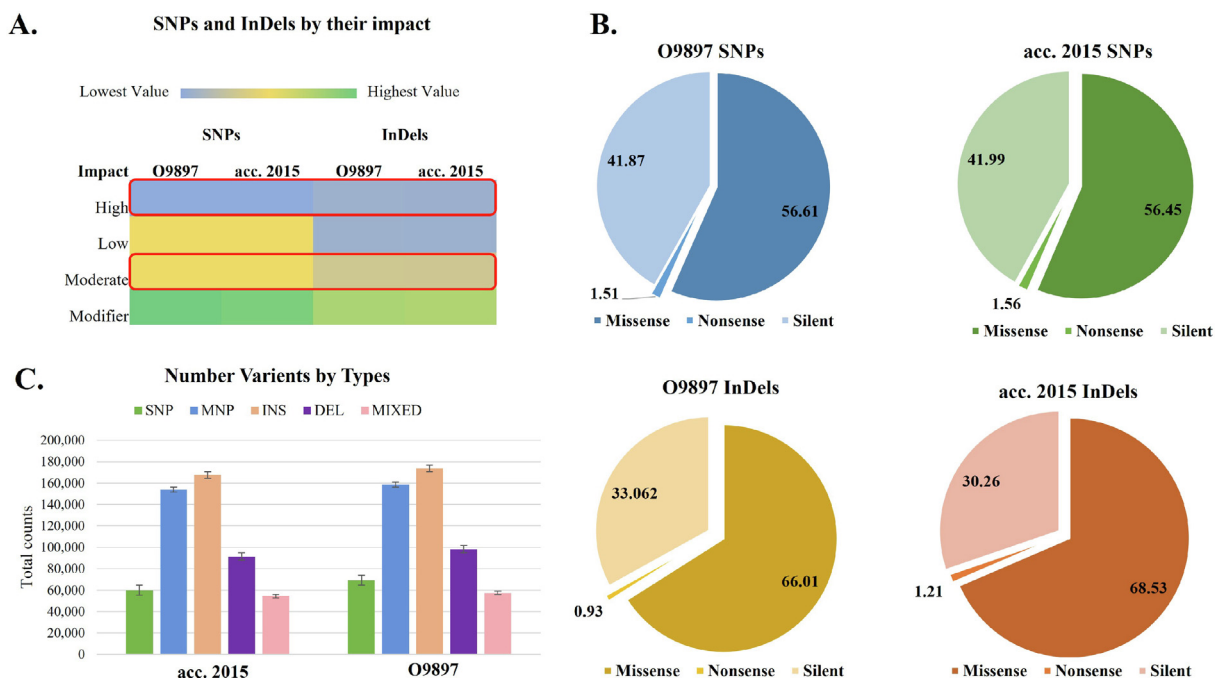 A.
SNPs and InDels by their impact
Lowest Value
Highest Value
SNPs
InDels
Impact
O9897
acc. 2015
O9897
acc. 2015
High
Low
Moderate
Modifier
B.
O9897 SNPs
41.87
56.61
1.51
Missense
Nonsense
Silent
acc. 2015 SNPs
41.99
56.45
1.56
Missense
Nonsense
Silent
O9897 InDels
33.062
66.01
0.93
Missense
Nonsense
Silent
acc. 2015 InDels
30.26
68.53
1.21
Missense
Nonsense
Silent
C.
Number Varients by Types
SNP
MNP
INS
DEL
MIXED
Total counts
200,000
180,000
160,000
140,000
120,000
100,000
80,000
60,000
40,000
20,000
0
acc. 2015
O9897